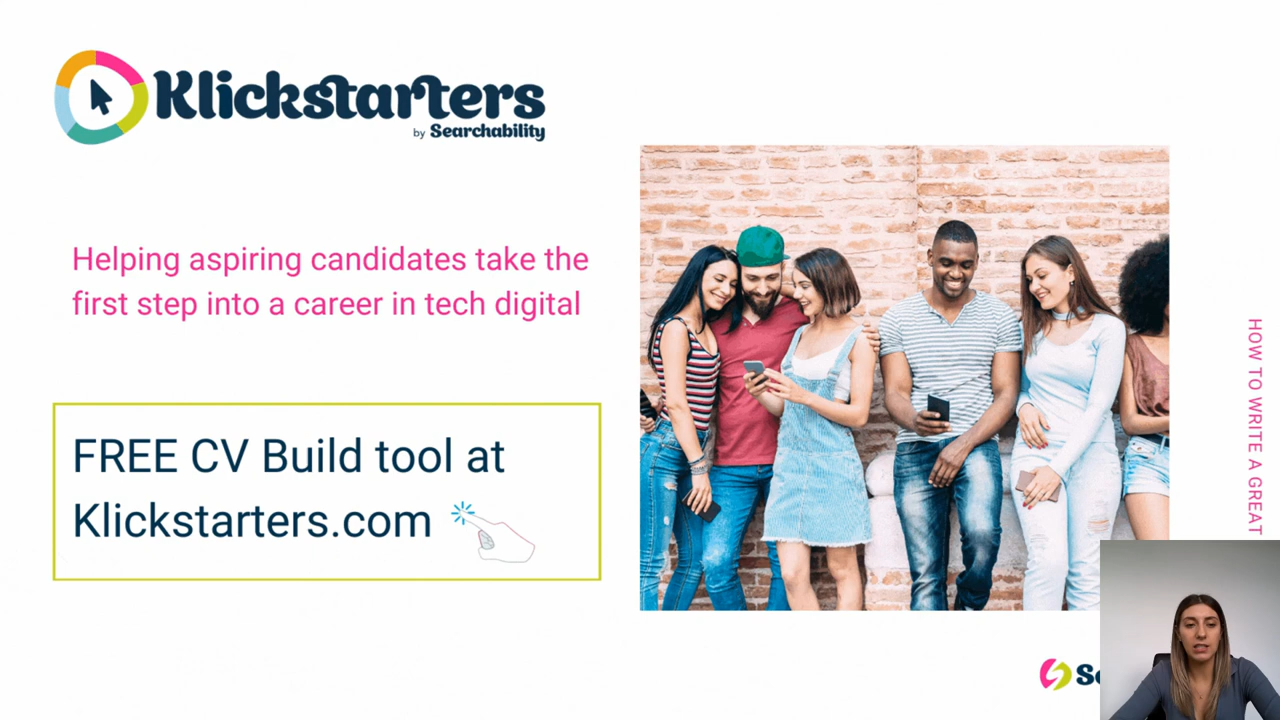 Klickstarters
by Searchability
Helping aspiring candidates take the
first step into a career in tech digital
FREE CV Build tool at
Klickstarters.com
HOW TO WRITE A GREAT